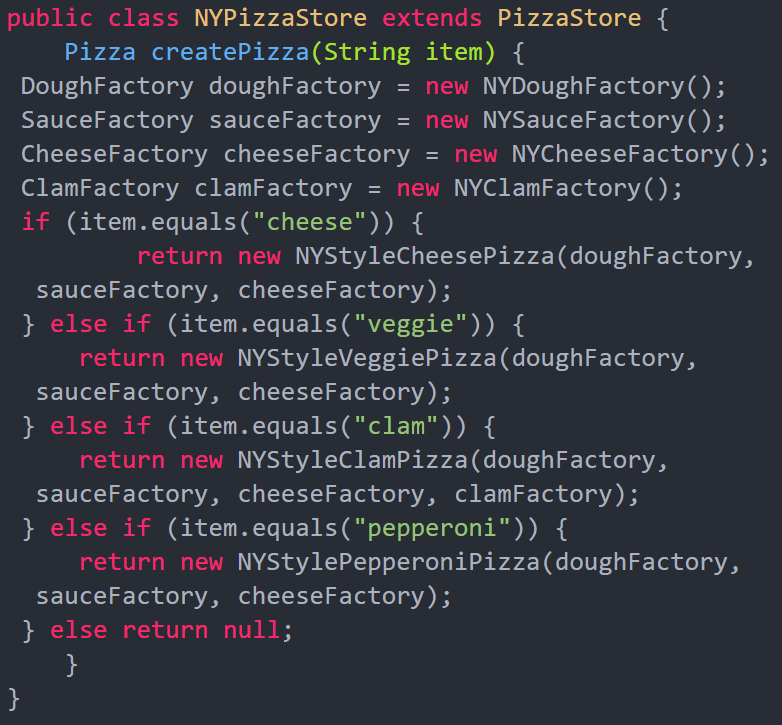 public class NYPizzaStore extends PizzaStore {
    Pizza createPizza(String item) {
 DoughFactory doughFactory = new NYDoughFactory();
 SauceFactory sauceFactory = new NYSauceFactory();
 CheeseFactory cheeseFactory = new NYCheeseFactory();
 ClamFactory clamFactory = new NYClamFactory();
 if (item.equals("cheese")) {
         return new NYStyleCheesePizza(doughFactory,
  sauceFactory, cheeseFactory);
 } else if (item.equals("veggie")) {
     return new NYStyleVeggiePizza(doughFactory,
  sauceFactory, cheeseFactory);
 } else if (item.equals("clam")) {
     return new NYStyleClamPizza(doughFactory,
  sauceFactory, cheeseFactory, clamFactory);
 } else if (item.equals("pepperoni")) {
     return new NYStylePepperoniPizza(doughFactory,
  sauceFactory, cheeseFactory);
 } else return null;
    }
}